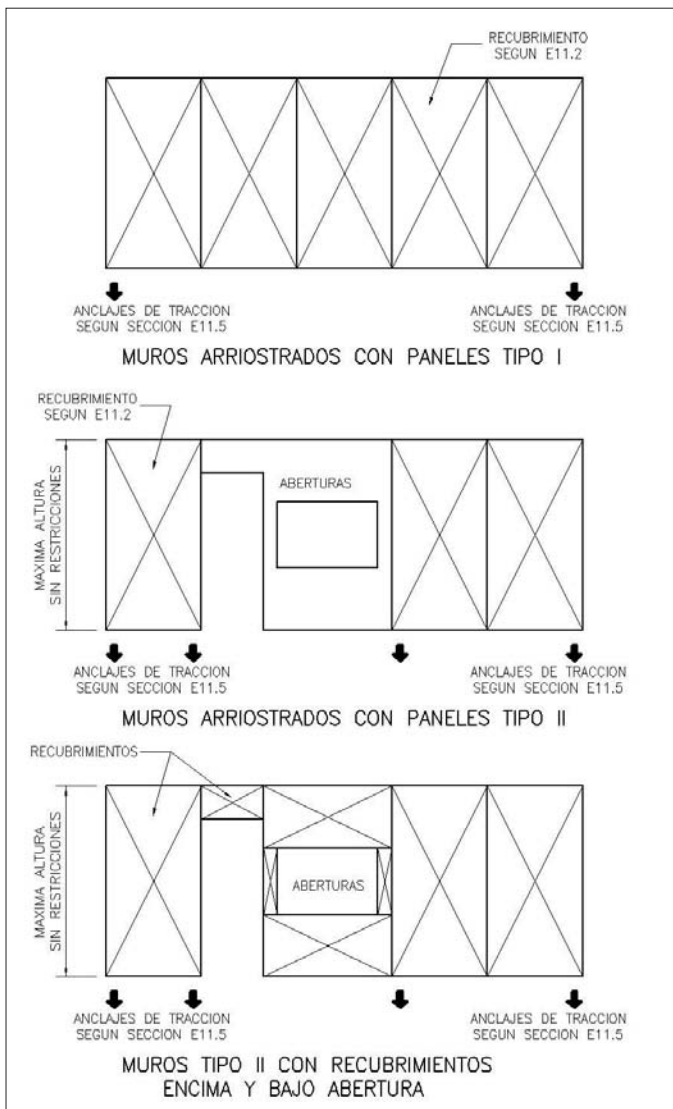 RECUBRIMIENTO
SEGUN E11.2
ANCLAJES DE TRACCION
SEGUN SECCION E11.5
ANCLAJES DE TRACCION
SEGUN SECCION E11.5
MUROS ARRIOSTRADOS CON PANELES TIPO I
RECUBRIMIENTO
SEGUN E11.2
MAXIMA ALTURA
SIN RESTRICCIONES
ABERTURAS
ANCLAJES DE TRACCION
SEGUN SECCION E11.5
ANCLAJES DE TRACCION
SEGUN SECCION E11.5
MUROS ARRIOSTRADOS CON PANELES TIPO II
RECUBRIMIENTOS
MAXIMA ALTURA
SIN RESTRICCIONES
ABERTURAS
ANCLAJES DE TRACCION
SEGUN SECCION E11.5
ANCLAJES DE TRACCION
SEGUN SECCION E11.5
MUROS TIPO II CON RECUBRIMIENTOS
ENCIMA Y BAJO ABERTURA